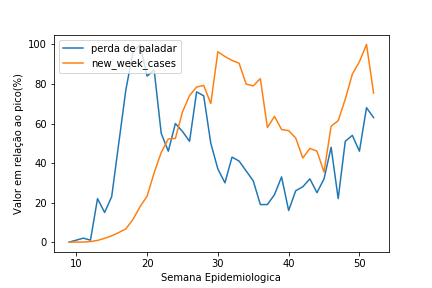 perda de paladar
new_week_cases
100
80
60
40
20
0
Valor em relação ao pico(%)
10
20
30
40
50
Semana Epidemiologica